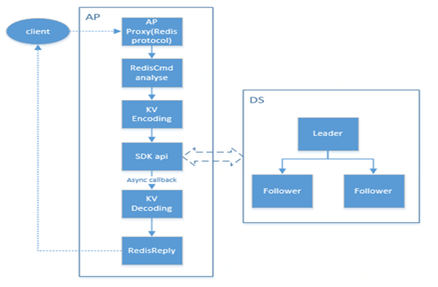 AP
client
AP
Proxy(Redis
protocol)
RedisCmd
analyse
KV
Encoding
SDK api
Async callback
KV
Decoding
RedisReply
DS
Leader
Follower
Follower